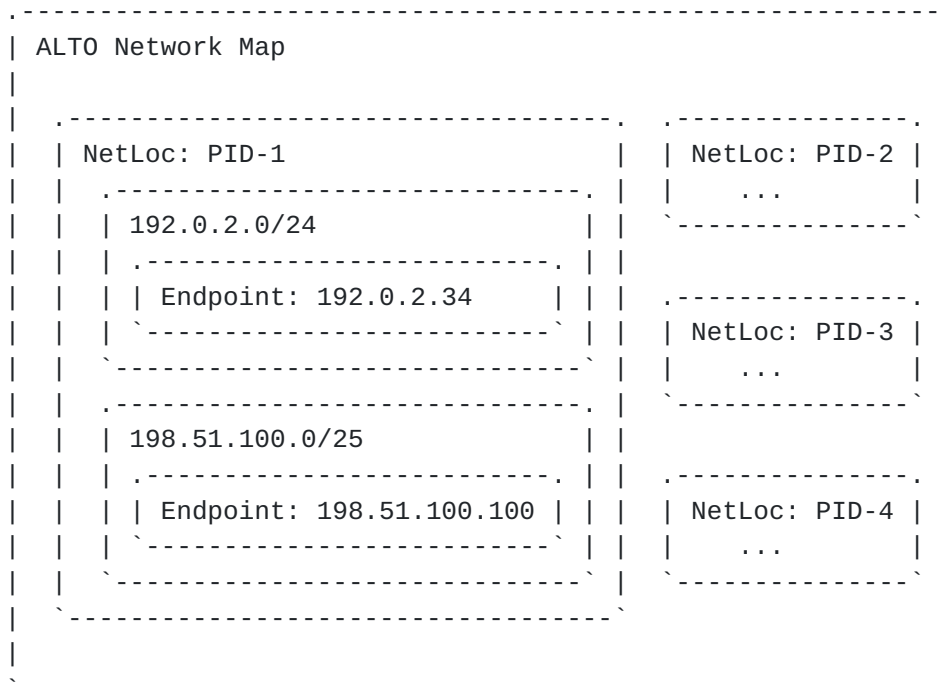 ALTO Network Map
NetLoc: PID-1 NetLoc: PID-2
...
192.0.2.0/24
Endpoint: 192.0.2.34
NetLoc: PID-3
...
198.51.100.0/25
Endpoint: 198.51.100.100 NetLoc: PID-4
...